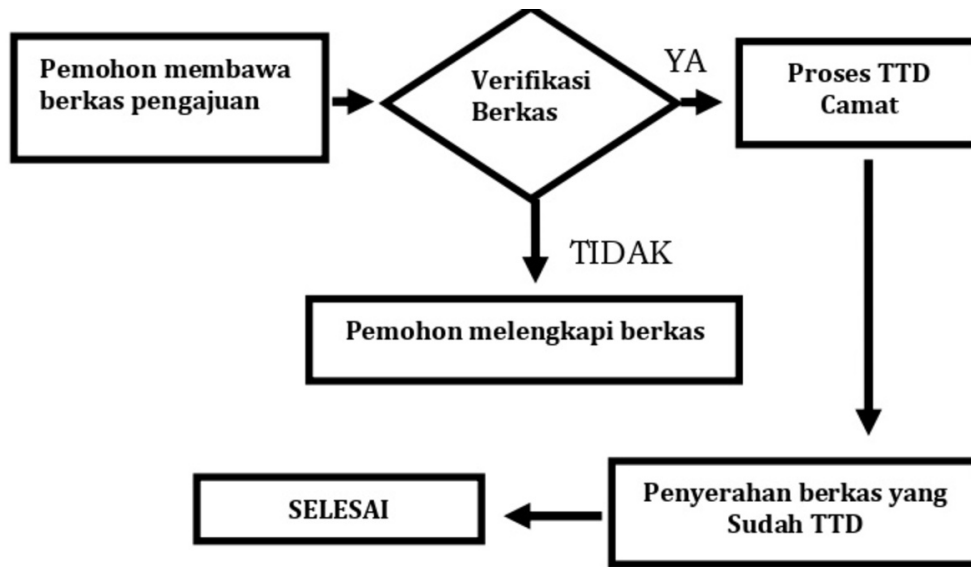 Pemohon membawa
berkas pengajuan
Verifikasi
Berkas
YA
Proses TTD
Camat
TIDAK
Pemohon melengkapi berkas
Penyerahan berkas yang
Sudah TTD
SELESAI